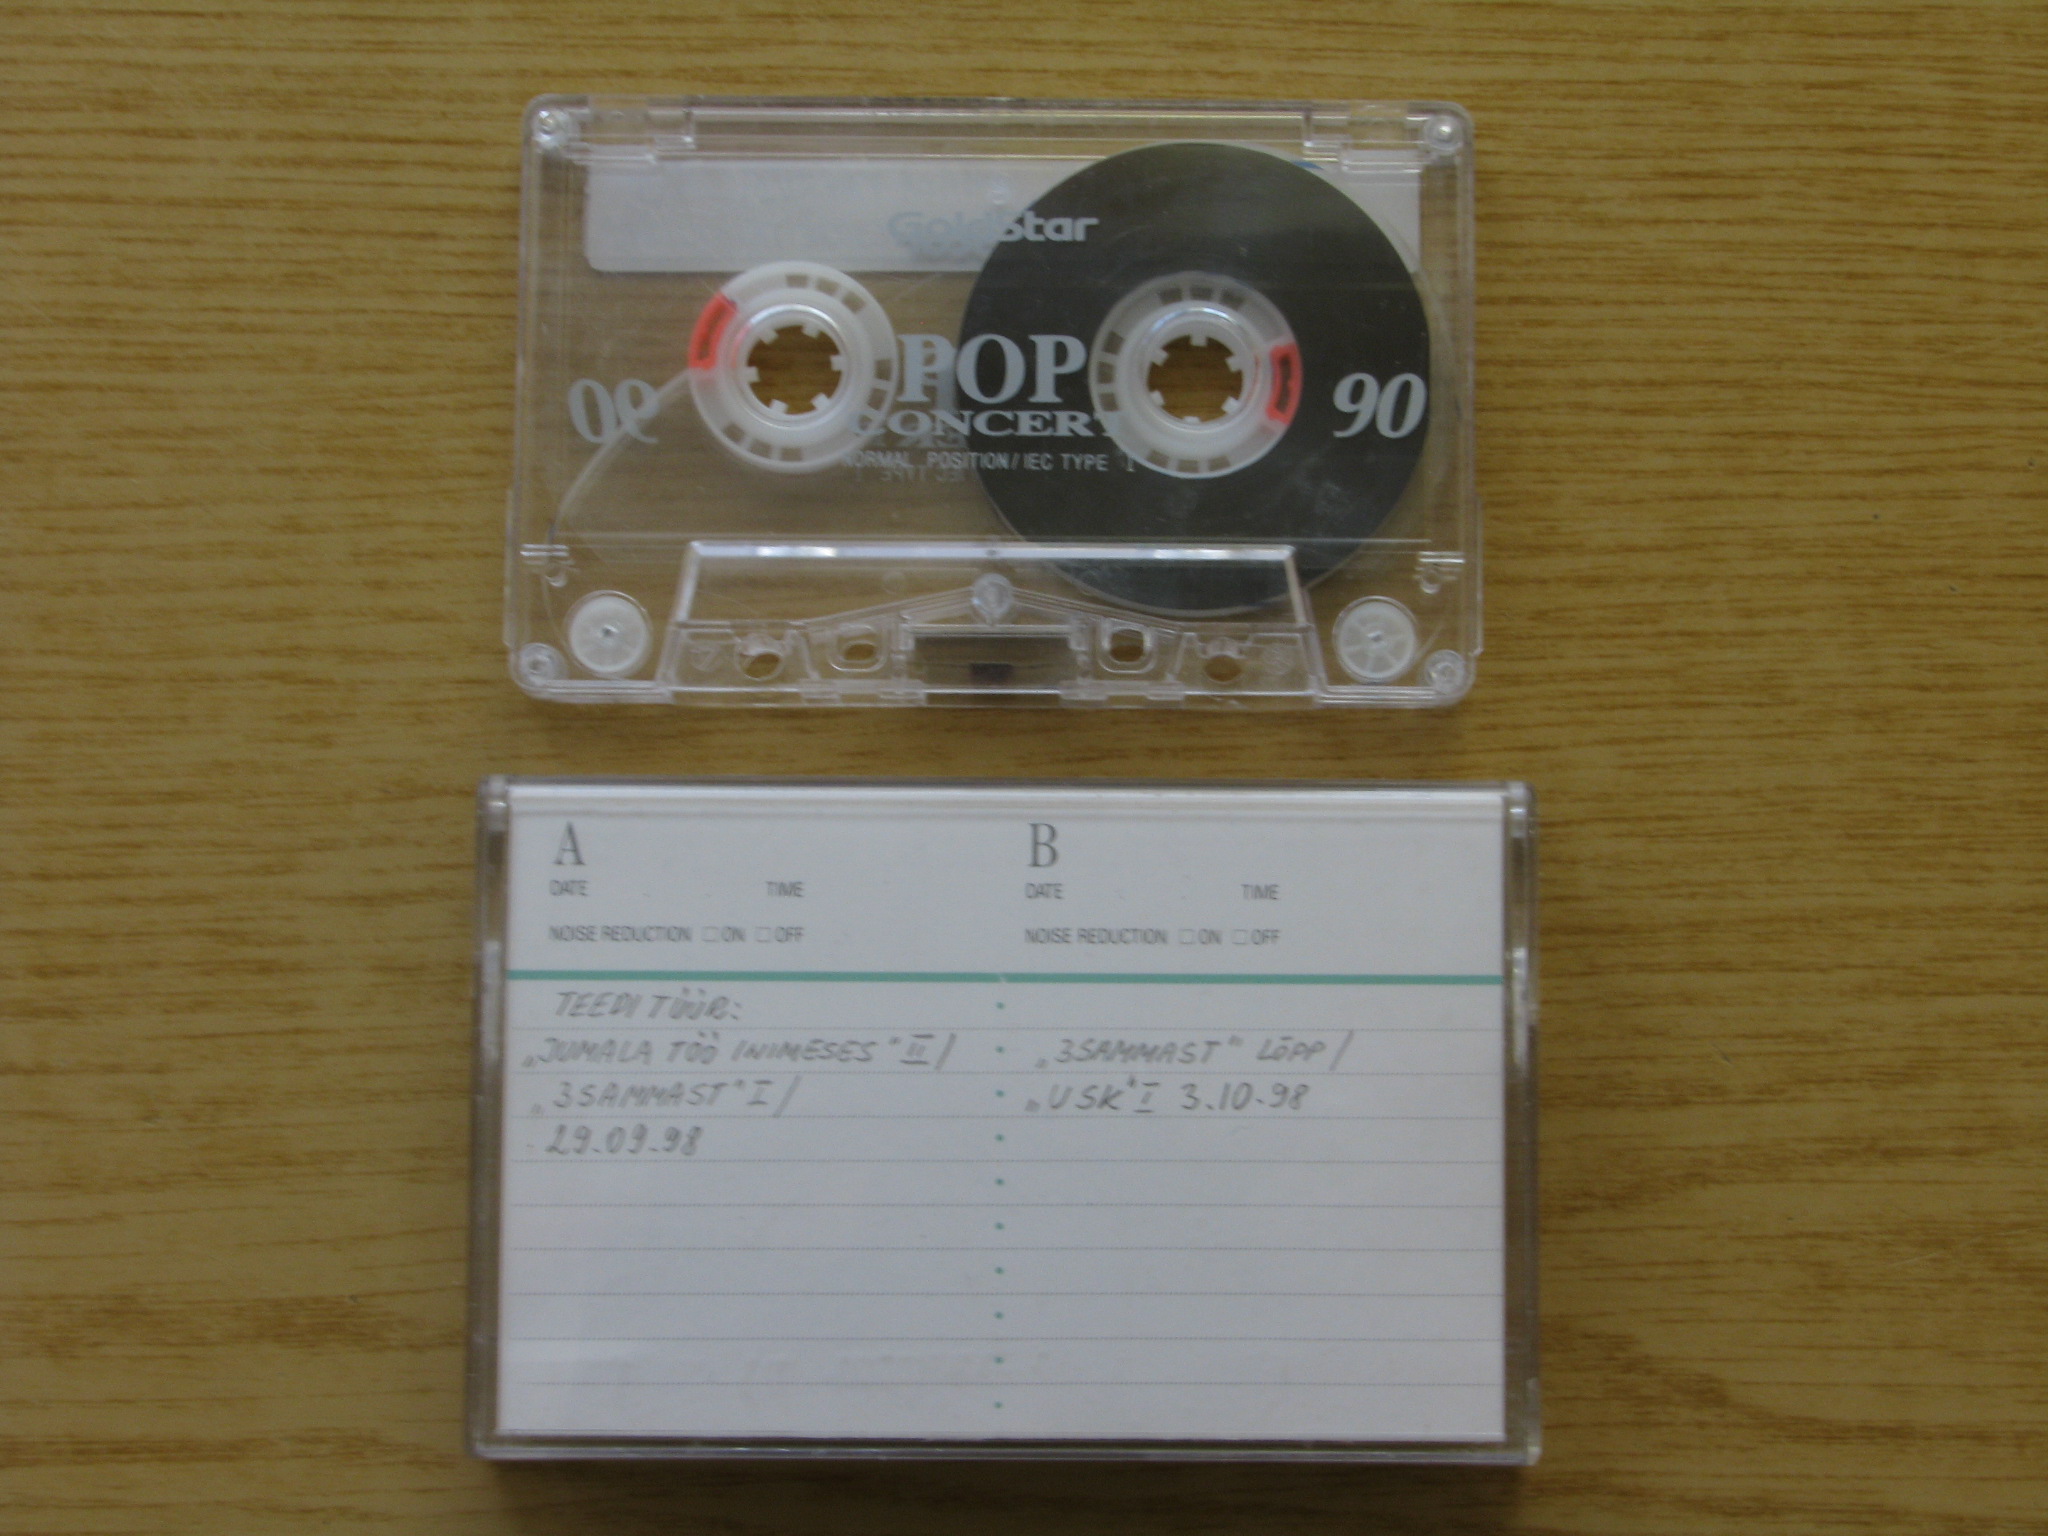 GoldStar
POP
CONCERT
90
90
NORMAL POSITION/IEC TYPE I
A
DATE TIME
NOISE REDUCTION □ON □OFF
TEEDI TÜÜR:
„JUMALA TÖÖ INIMESES" II/
„3SAMMAST" I/
29.09.98
B
DATE TIME
NOISE REDUCTION □ON □OFF
„3SAMMAST" LÕPP/
„USK" I 3.10.98